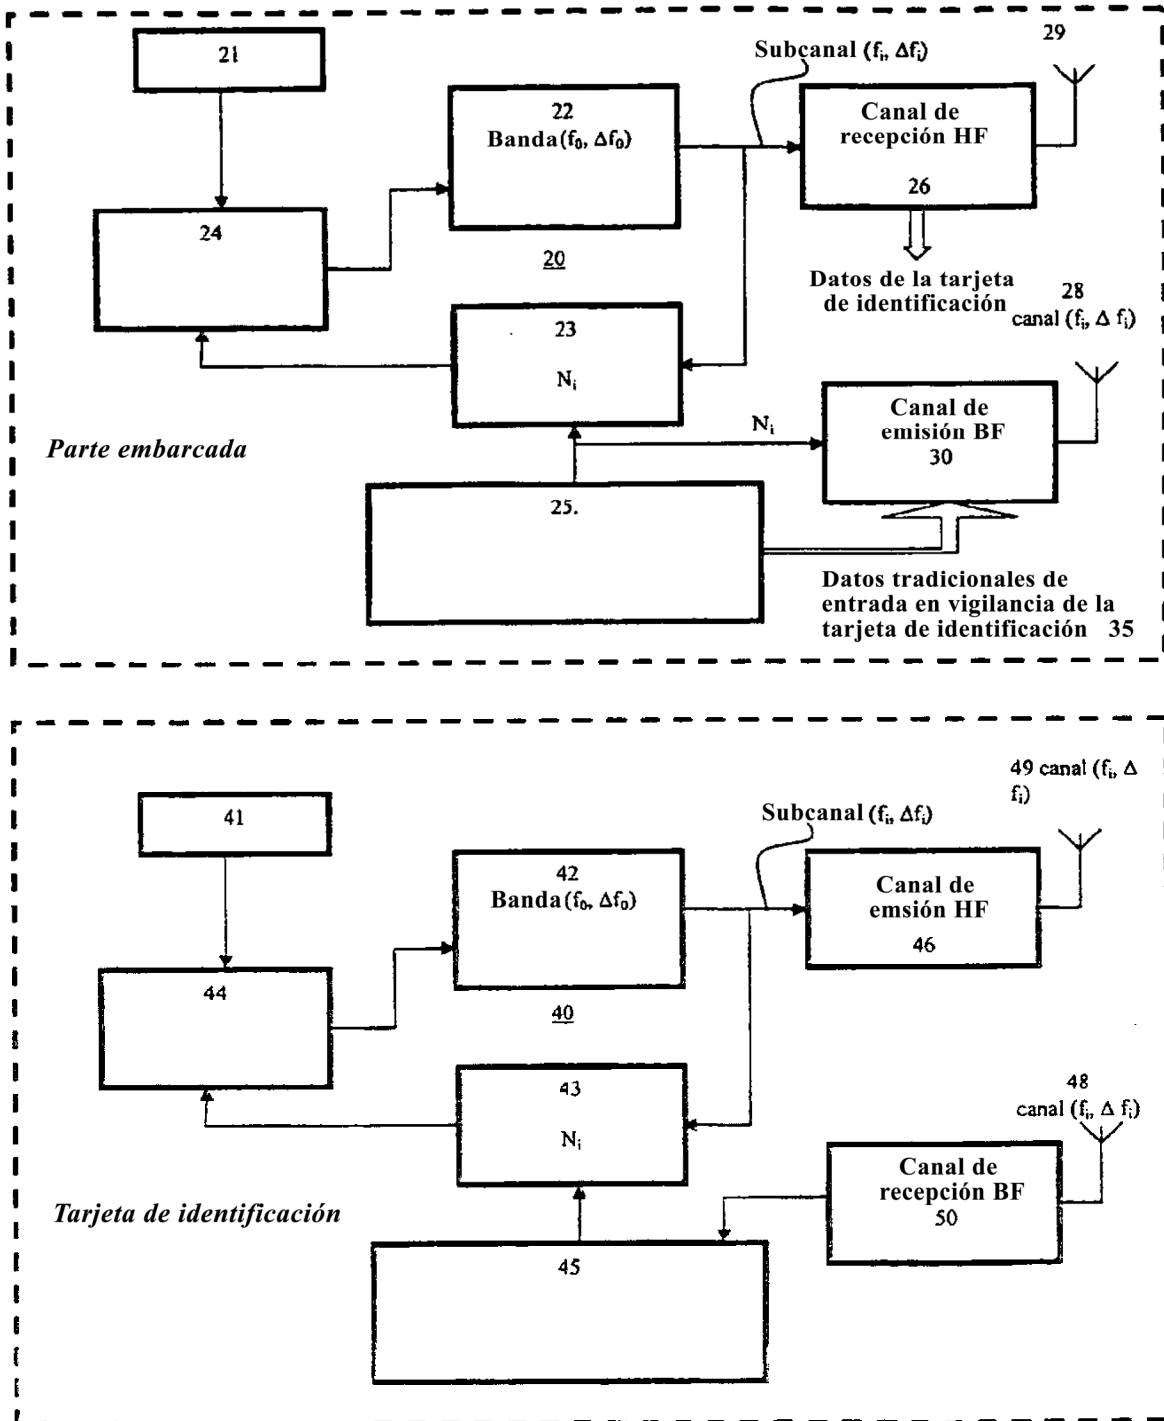 21
Subcanal (fi, Δfi)
29
22
Banda (f0, Δf0)
Canal de
recepción HF
26
24
20
Datos de la tarjeta
de identificación
28
canal (fi, Δ fi)
23
Ni
Canal de
emisión BF
30
Ni
Parte embarcada
25.
Datos tradicionales de
entrada en vigilancia de la
tarjeta de identificación 35
49 canal (fi, Δ
fi)
41
Subcanal (fi, Δfi)
42
Banda (f0, Δf0)
Canal de
emsión HF
46
44
40
43
Ni
48
canal (fi, Δ fi)
Canal de
recepción BF
50
Tarjeta de identificación
45